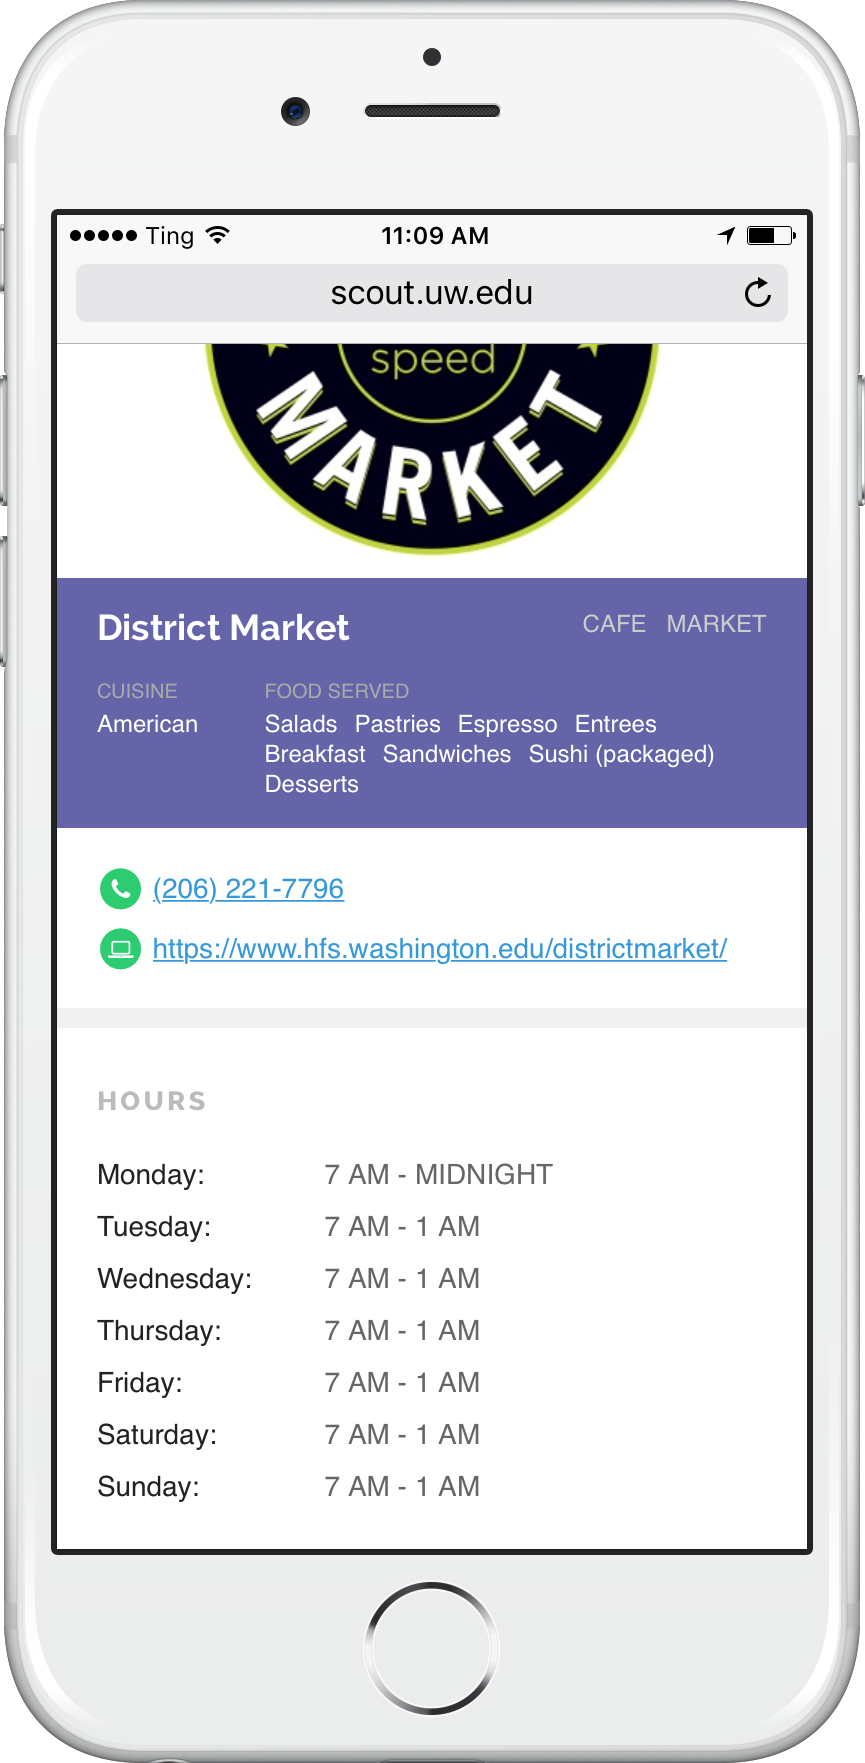 Ting 11:09 AM
scout.uw.edu
speed
MARKET
District Market CAFE MARKET
CUISINE FOOD SERVED
American Salads Pastries Espresso Entrees
Breakfast Sandwiches Sushi (packaged)
Desserts
(206) 221-7796
https://www.hfs.washington.edu/districtmarket/
HOURS
Monday: 7 AM - MIDNIGHT
Tuesday: 7 AM - 1 AM
Wednesday: 7 AM - 1 AM
Thursday: 7 AM - 1 AM
Friday: 7 AM - 1 AM
Saturday: 7 AM - 1 AM
Sunday: 7 AM - 1 AM